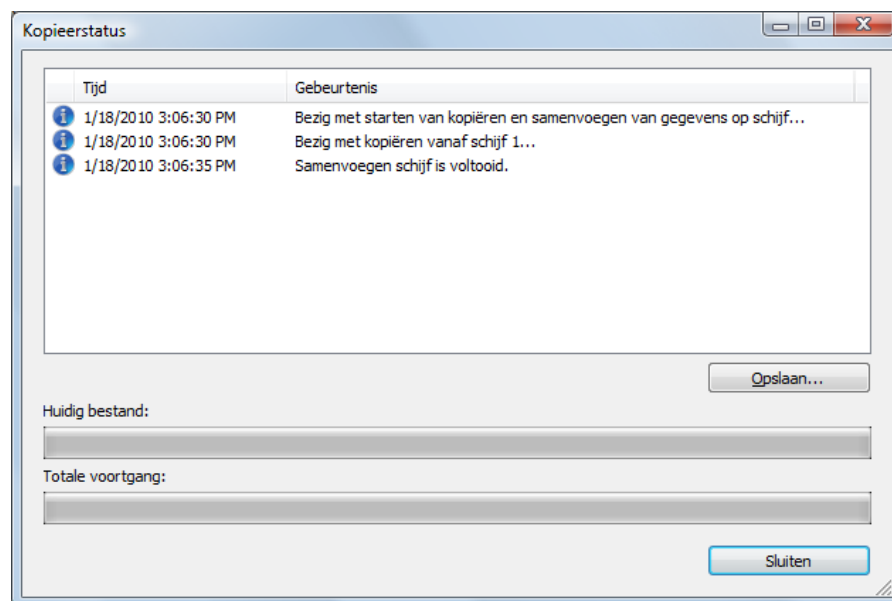 Kopieerstatus
Tijd Gebeurtenis
1/18/2010 3:06:30 PM Bezig met starten van kopiëren en samenvoegen van gegevens op schijf...
1/18/2010 3:06:30 PM Bezig met kopiëren vanaf schijf 1...
1/18/2010 3:06:35 PM Samenvoegen schijf is voltooid.
Opslaan...
Huidig bestand:
Totale voortgang:
Sluiten